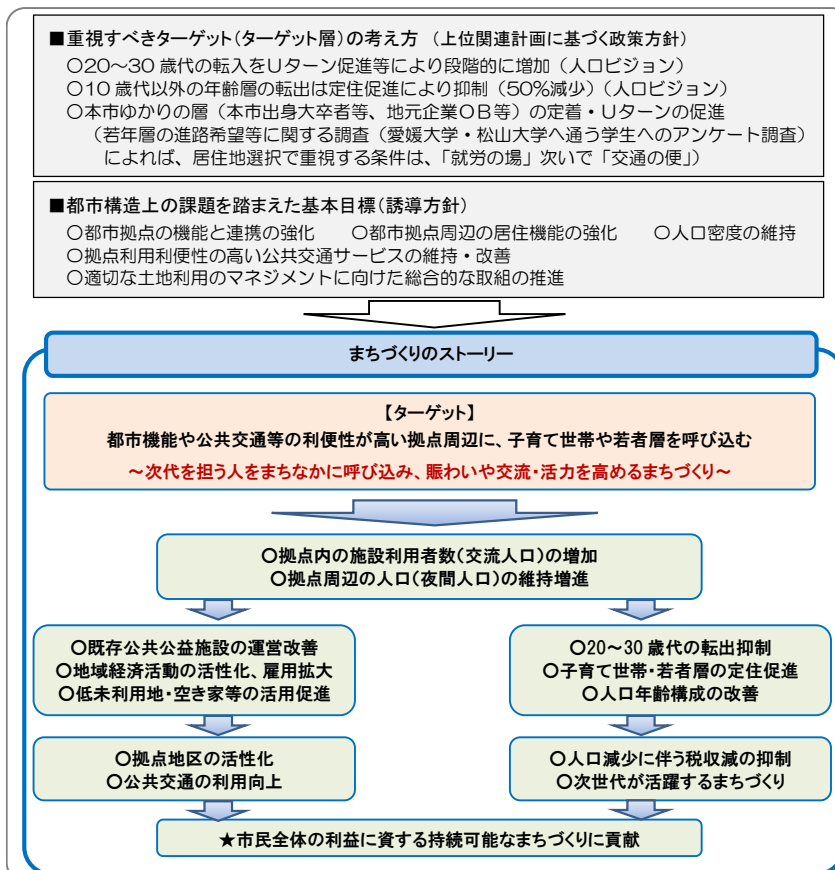 ■重視すべきターゲット(ターゲット層)の考え方 (上位関連計画に基づく政策方針)
○20～30歳代の転入をUターン促進等により段階的に増加(人口ビジョン)
○10歳代以外の年齢層の転出は定住促進により抑制(50%減少)(人口ビジョン)
○本市ゆかりの層(本市出身大卒者等、地元企業OB等)の定着・Uターンの促進
(若年層の進路希望等に関する調査(愛媛大学・松山大学へ通う学生へのアンケート調査)
によれば、居住地選択で重視する条件は、「就労の場」次いで「交通の便」)
■都市構造上の課題を踏まえた基本目標(誘導方針)
○都市拠点の機能と連携の強化 ○都市拠点周辺の居住機能の強化 ○人口密度の維持
○拠点利用利便性の高い公共交通サービスの維持・改善
○適切な土地利用のマネジメントに向けた総合的な取組の推進
まちづくりのストーリー
【ターゲット】
都市機能や公共交通等の利便性が高い拠点周辺に、子育て世帯や若者層を呼び込む
～次代を担う人をまちなかに呼び込み、賑わいや交流・活力を高めるまちづくり～
○拠点内の施設利用者数(交流人口)の増加
○拠点周辺の人口(夜間人口)の維持増進
○既存公共公益施設の運営改善
○地域経済活動の活性化、雇用拡大
○低未利用地・空き家等の活用促進
○20～30歳代の転出抑制
○子育て世帯・若者層の定住促進
○人口年齢構成の改善
○拠点地区の活性化
○公共交通の利用向上
○人口減少に伴う税収減の抑制
○次世代が活躍するまちづくり
★市民全体の利益に資する持続可能なまちづくりに貢献